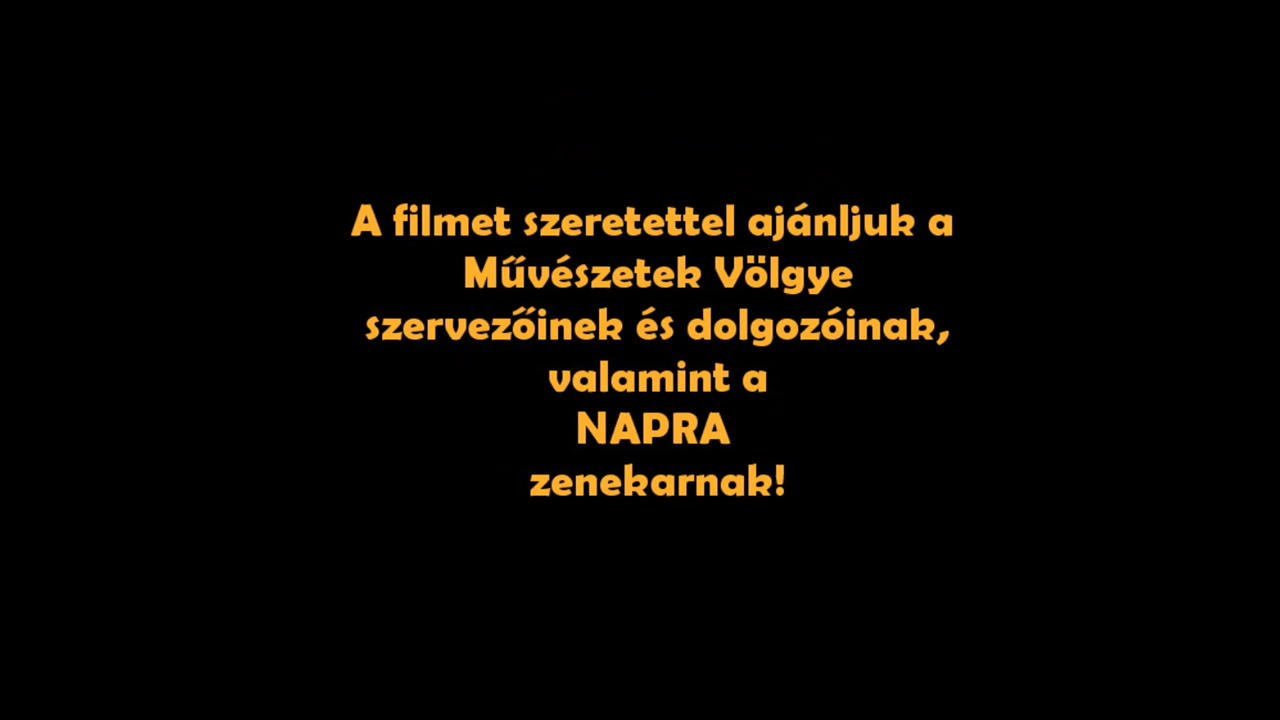 A filmet szeretettel ajánljuk a
Művészetek Völgye
szervezőinek és dolgozóinak,
valamint a
NAPRA
zenekarnak!